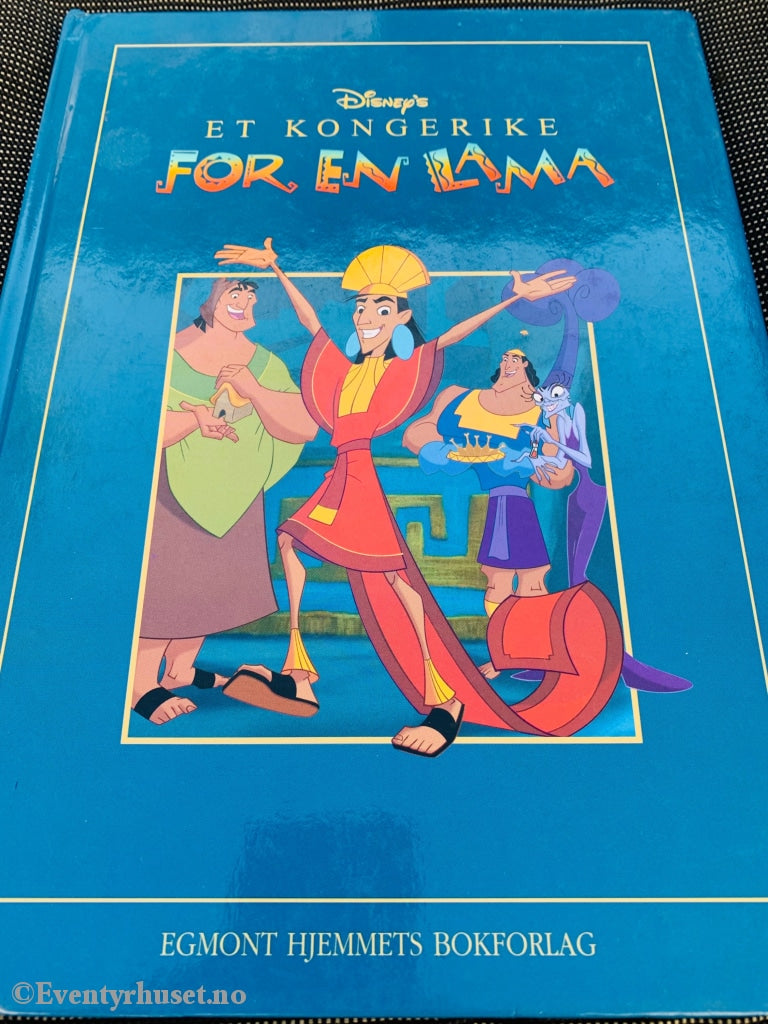 Disney's
ET KONGERIKE
FOR EN LAMA
EGMONT HJEMMETS BOKFORLAG
©Eventyrhuset.no